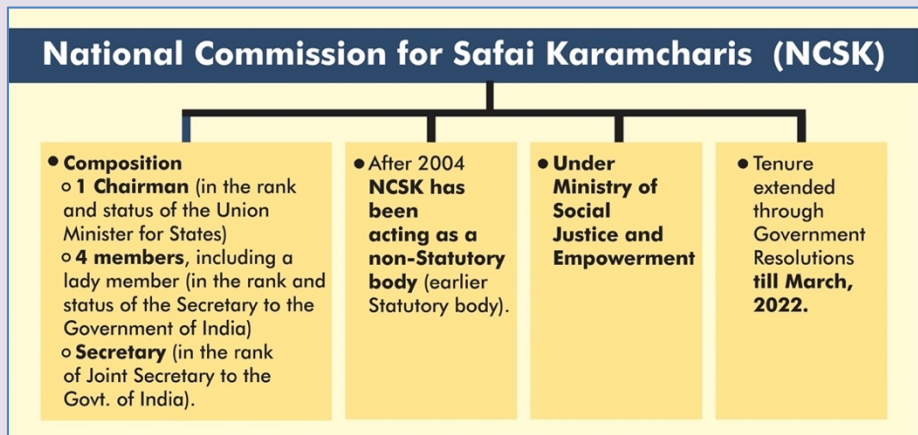 National Commission for Safai Karamcharis (NCSK)
• Composition
o 1 Chairman (in the rank
and status of the Union
Minister for States)
o 4 members, including a
lady member (in the rank and
status of the Secretary to the
Government of India)
o Secretary (in the rank
of Joint Secretary to the
Govt. of India).
• After 2004
NCSK has
been
acting as a
non-Statutory
body (earlier
Statutory body).
• Under
Ministry of
Social
Justice and
Empowerment
• Tenure
extended
through
Government
Resolutions
till March,
2022.